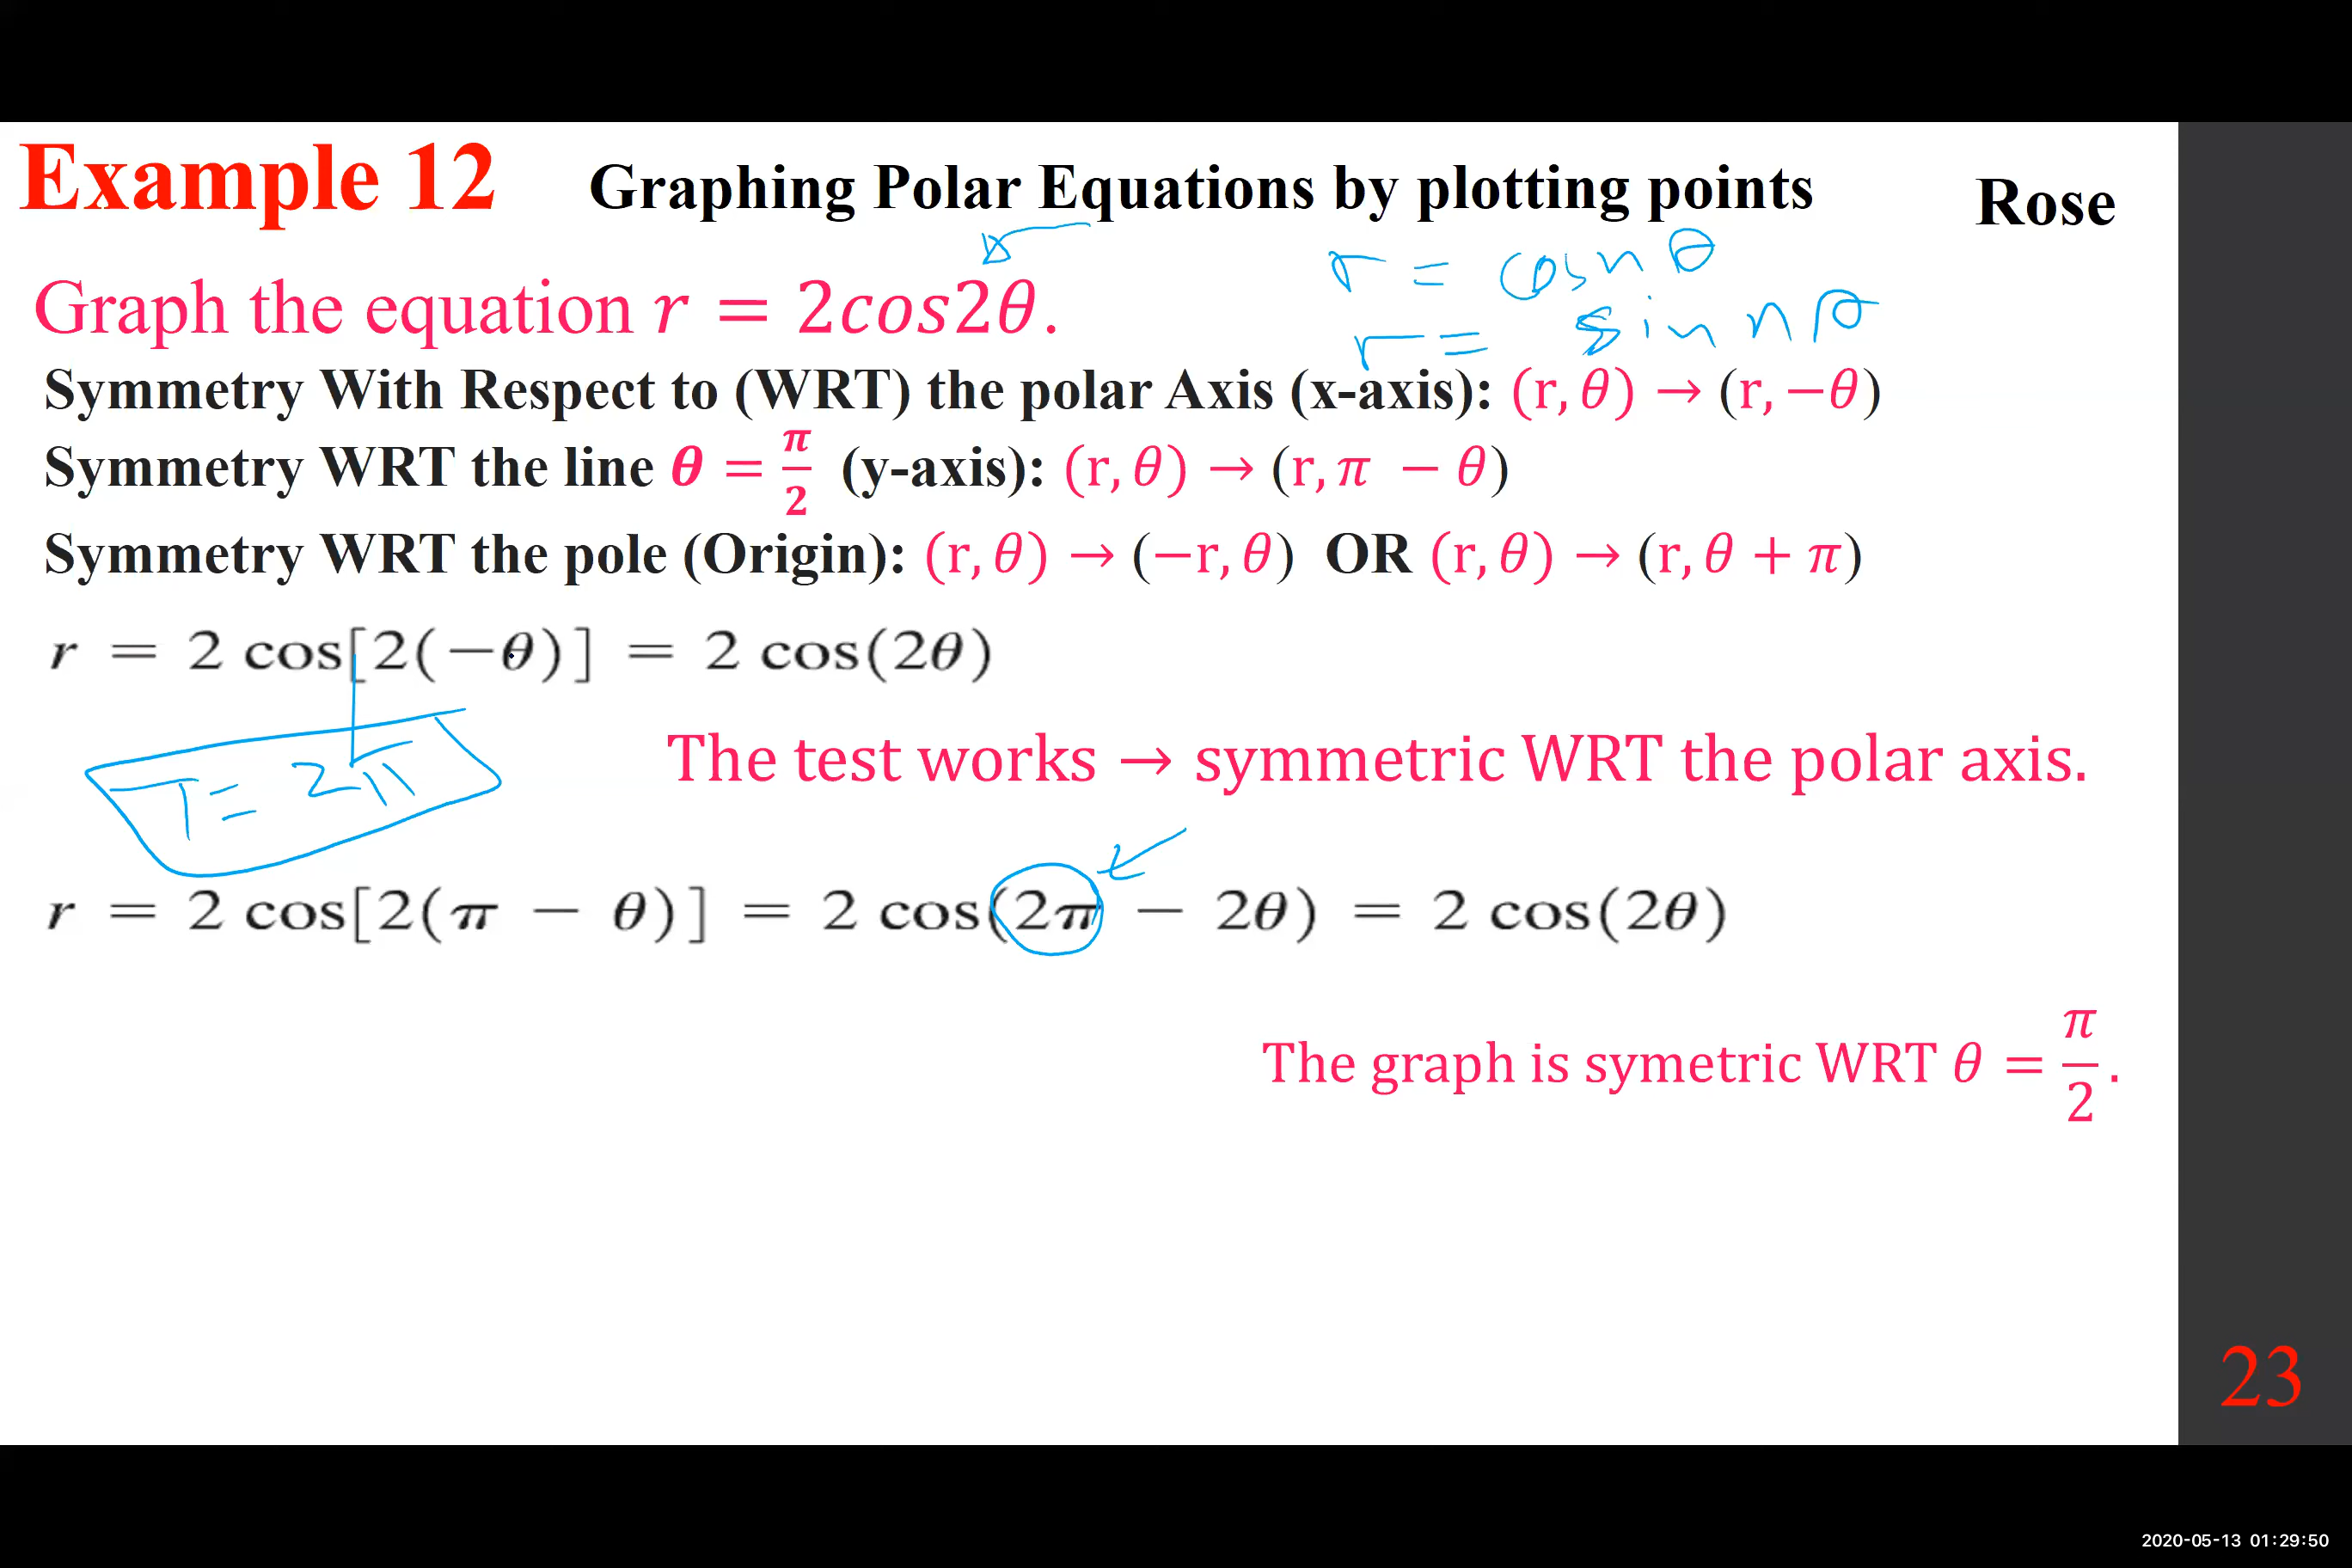 Example 12 Graphing Polar Equations by plotting points Rose
r = cosnθ
Graph the equation r = 2cos2θ.
r = sin nθ
Symmetry With Respect to (WRT) the polar Axis (x-axis): (r, θ) → (r, −θ)
Symmetry WRT the line θ = π/2 (y-axis): (r, θ) → (r, π − θ)
Symmetry WRT the pole (Origin): (r, θ) → (−r, θ) OR (r, θ) → (r, θ + π)
r = 2 cos[2(−θ)] = 2 cos(2θ)
The test works → symmetric WRT the polar axis.
T = 2π
r = 2 cos[2(π − θ)] = 2 cos(2π − 2θ) = 2 cos(2θ)
The graph is symetric WRT θ = π/2.
23
2020-05-13 01:29:50